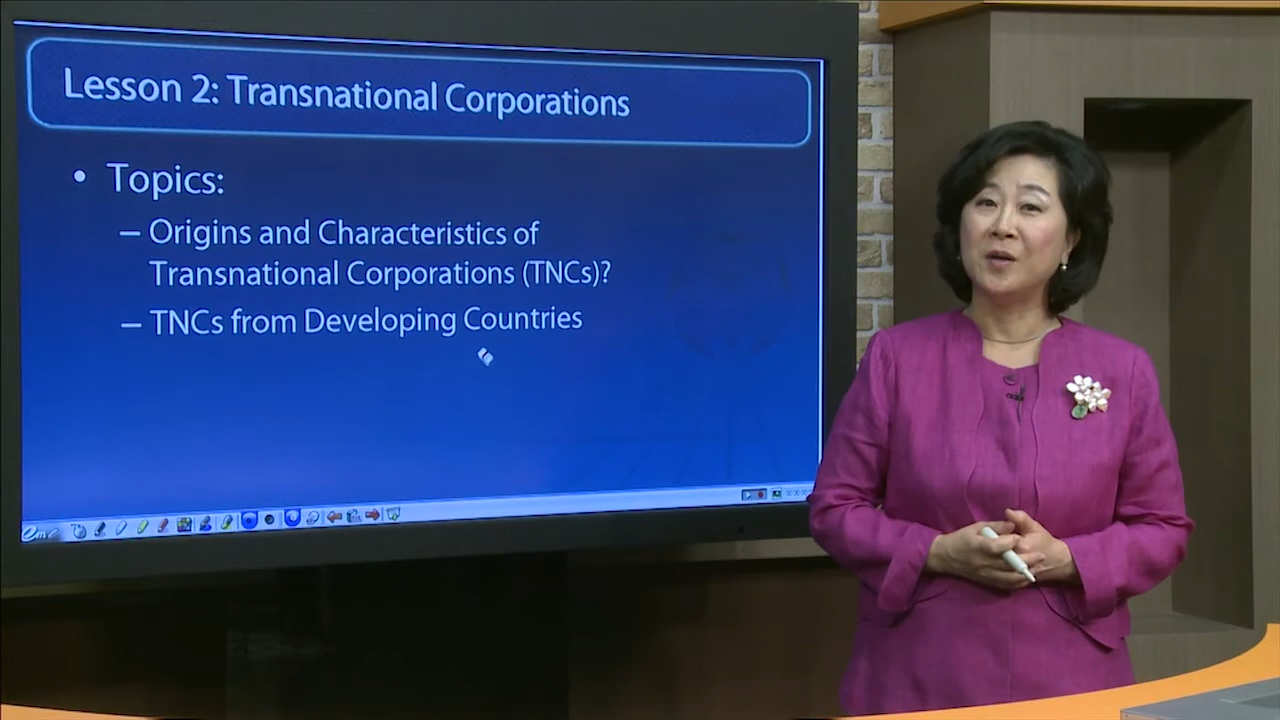 Lesson 2: Transnational Corporations
• Topics:
– Origins and Characteristics of
Transnational Corporations (TNCs)?
– TNCs from Developing Countries